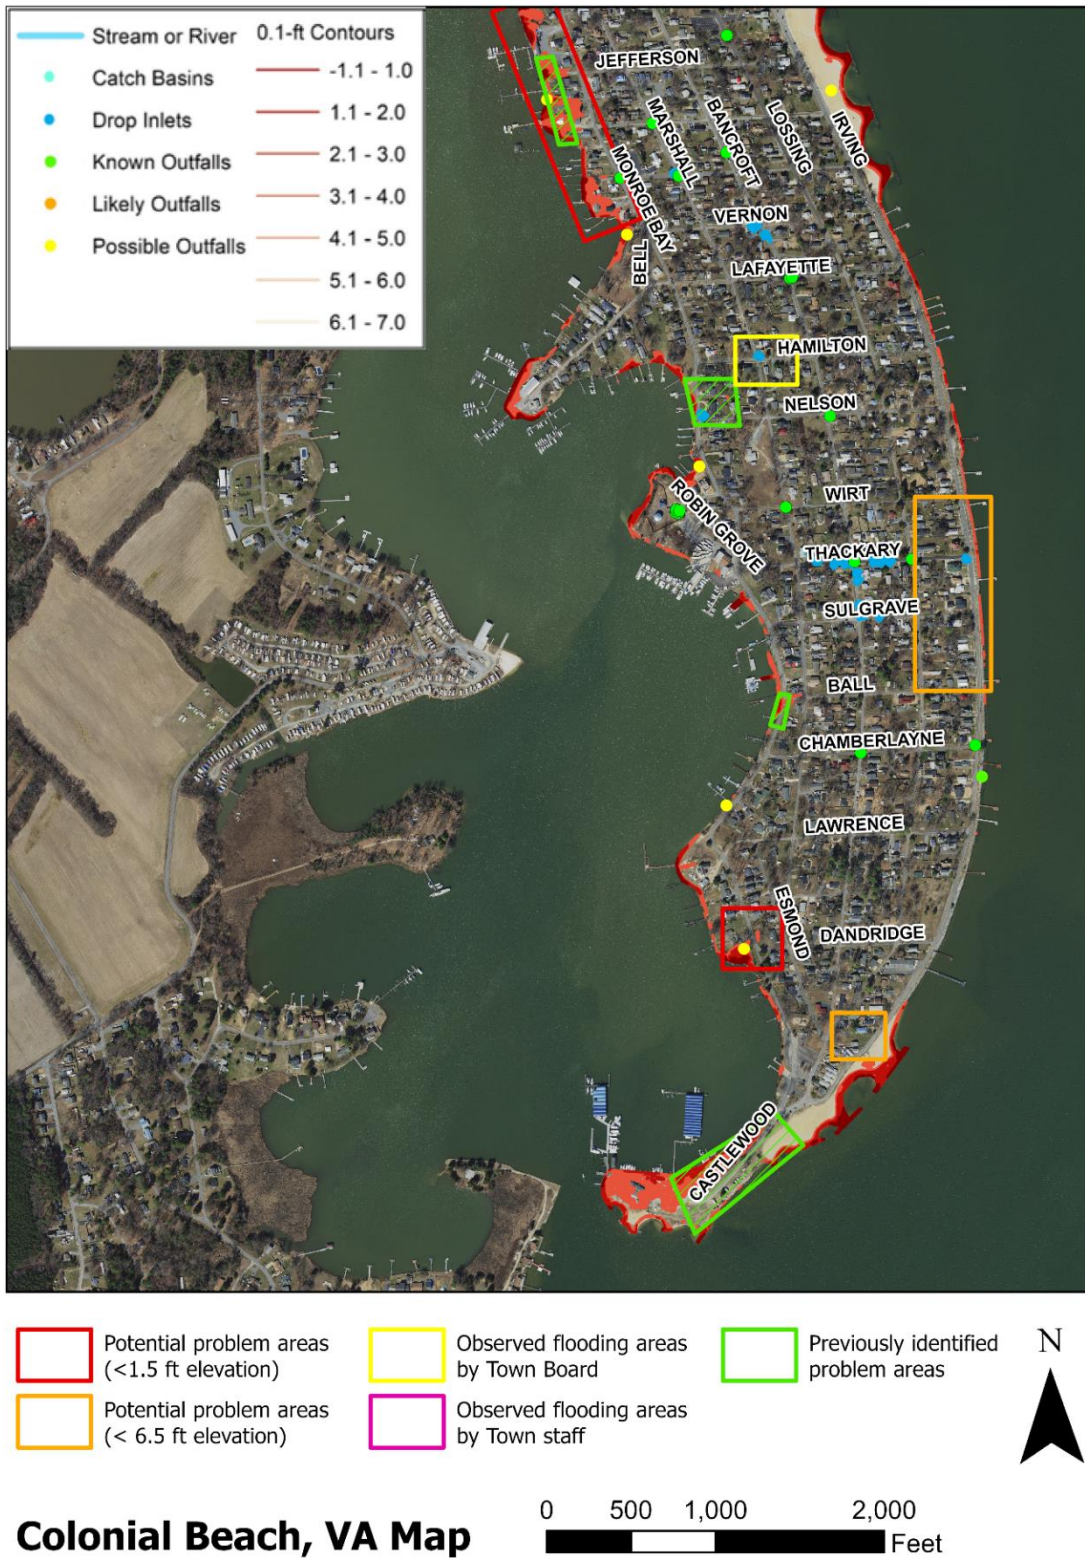 Stream or River
Catch Basins
Drop Inlets
Known Outfalls
Likely Outfalls
Possible Outfalls
0.1-ft Contours
-1.1 - 1.0
1.1 - 2.0
2.1 - 3.0
3.1 - 4.0
4.1 - 5.0
5.1 - 6.0
6.1 - 7.0
JEFFERSON
MARSHALL
BANCROFT
LOSSING
IRVING
MONROE BAY
VERNON
BELL
LAFAYETTE
HAMILTON
NELSON
ROBIN GROVE
WIRT
THACKARY
SULGRAVE
BALL
CHAMBERLAYNE
LAWRENCE
ESMOND
DANDRIDGE
CASTLEWOOD
Potential problem areas
(<1.5 ft elevation)
Potential problem areas
(< 6.5 ft elevation)
Observed flooding areas
by Town Board
Observed flooding areas
by Town staff
Previously identified
problem areas
N
Colonial Beach, VA Map
0 500 1,000 2,000
Feet